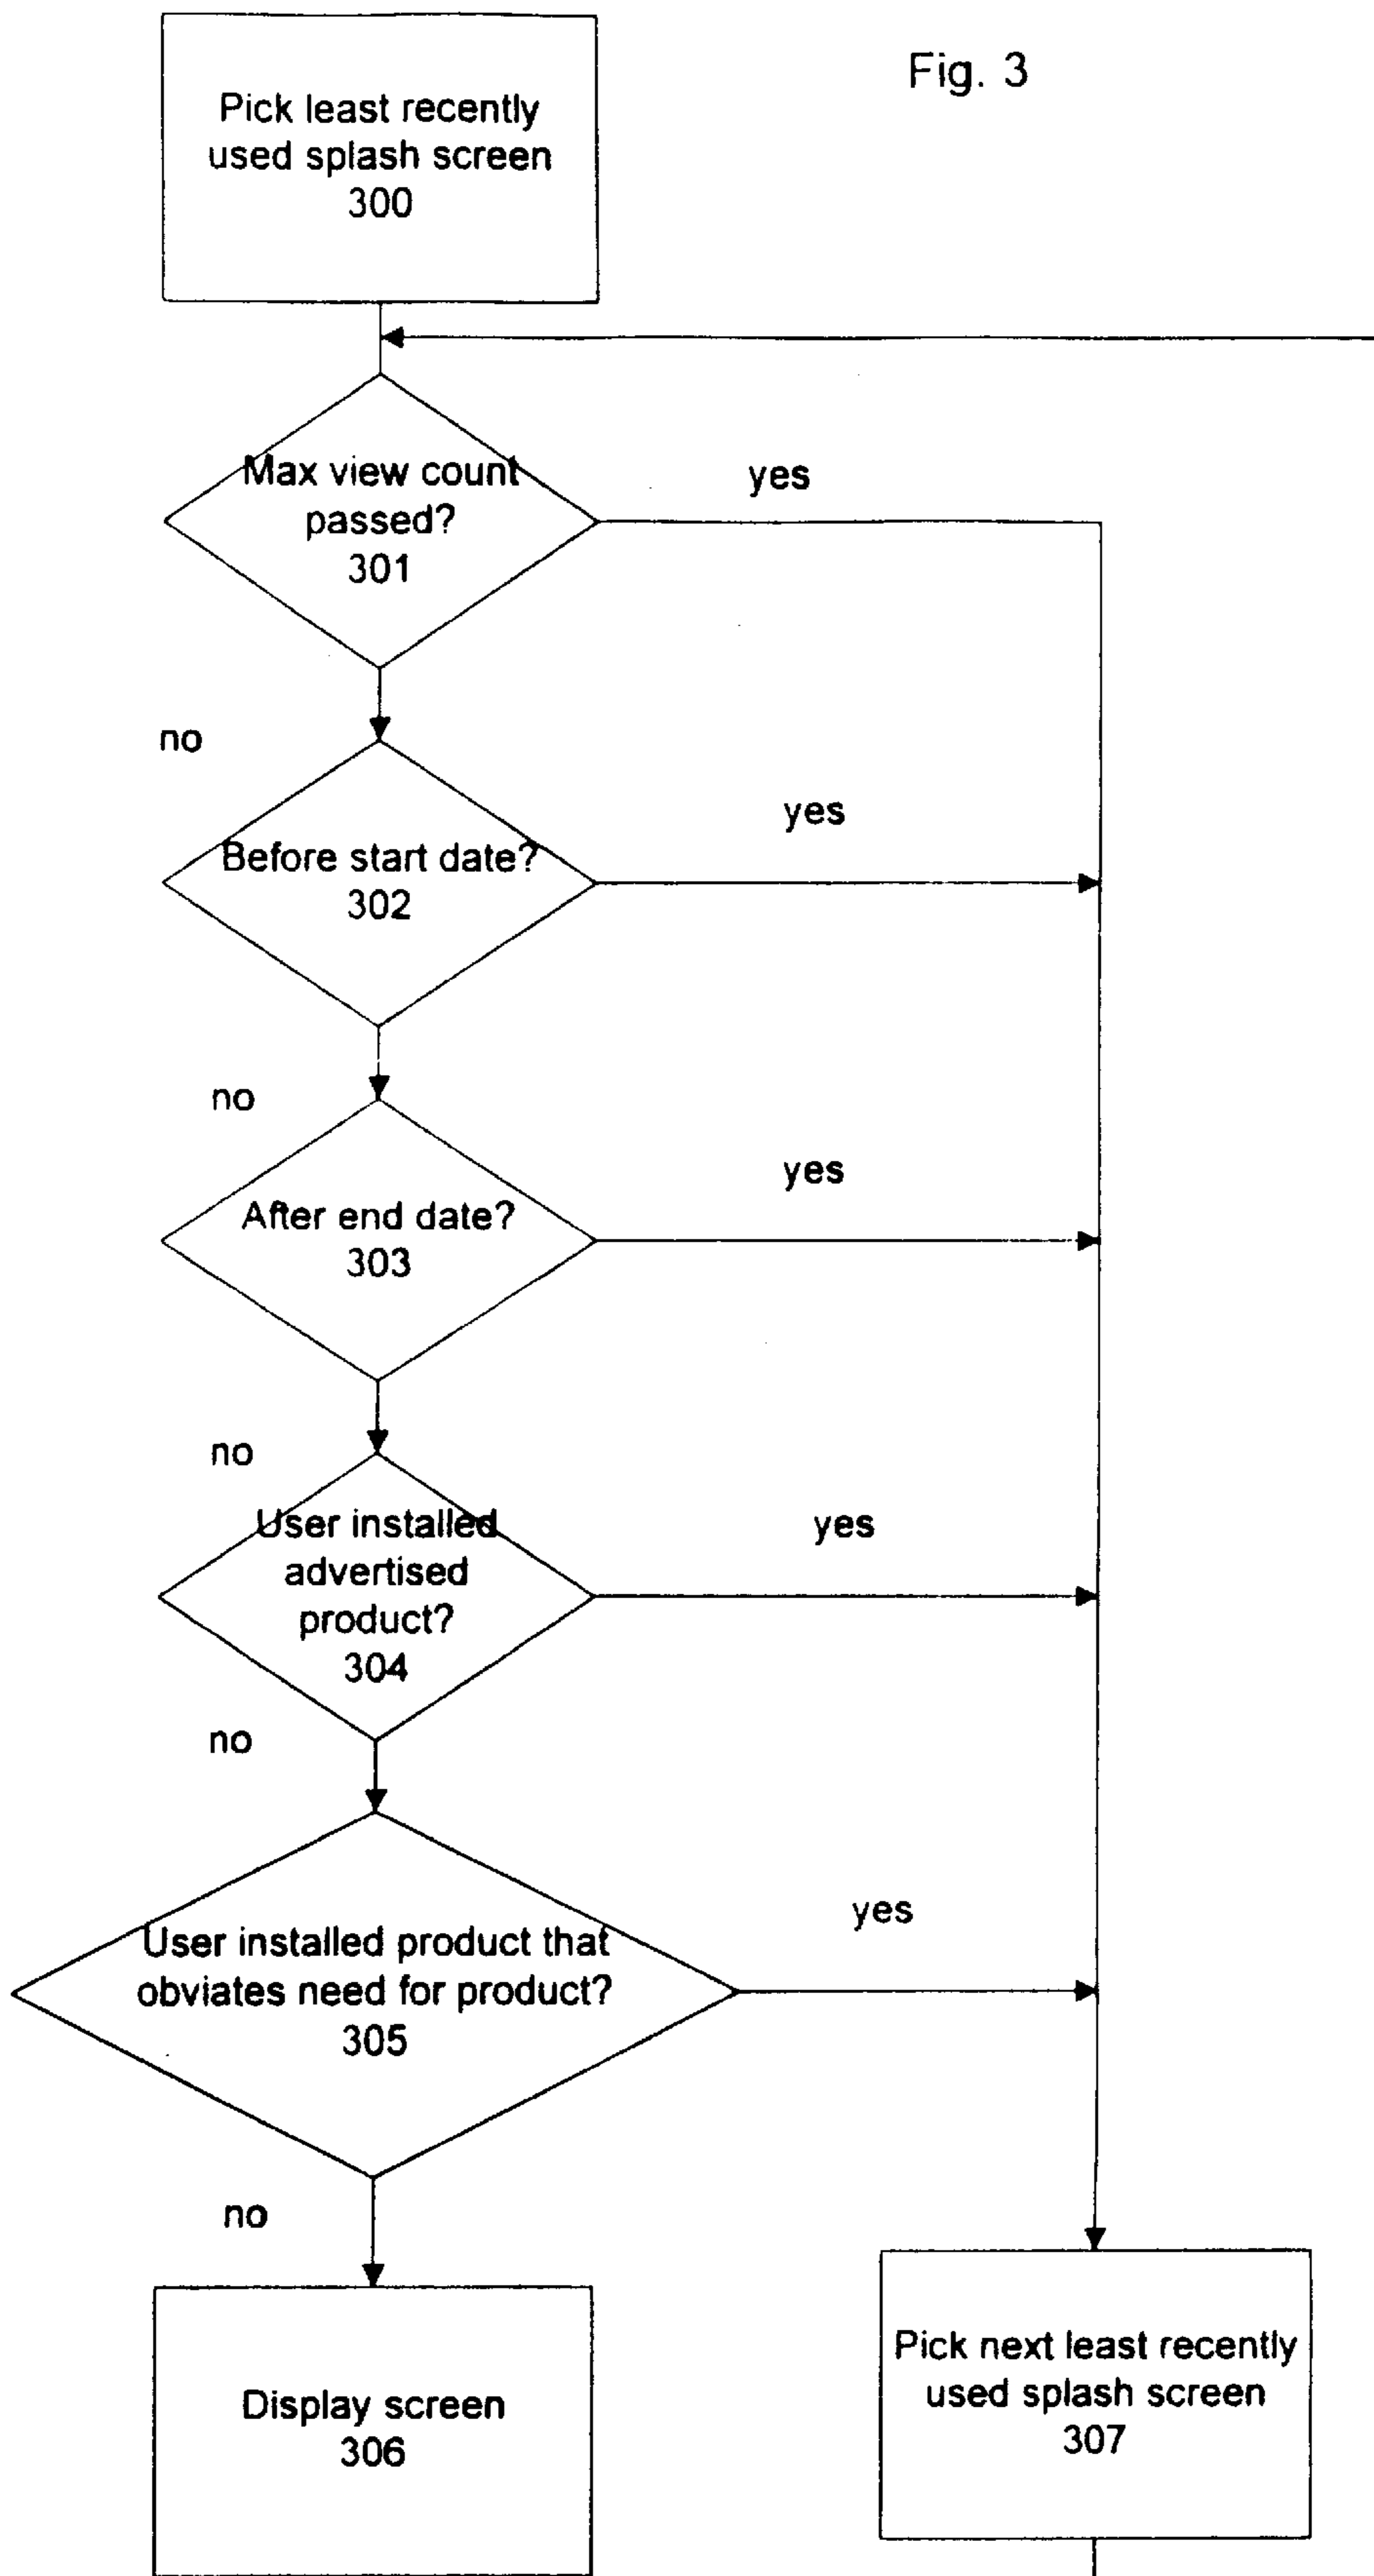 Fig. 3
Pick least recently
used splash screen
300
Max view count
passed?
301
yes
no
Before start date?
302
yes
no
After end date?
303
yes
no
User installed
advertised
product?
304
yes
no
User installed product that
obviates need for product?
305
yes
no
Display screen
306
Pick next least recently
used splash screen
307